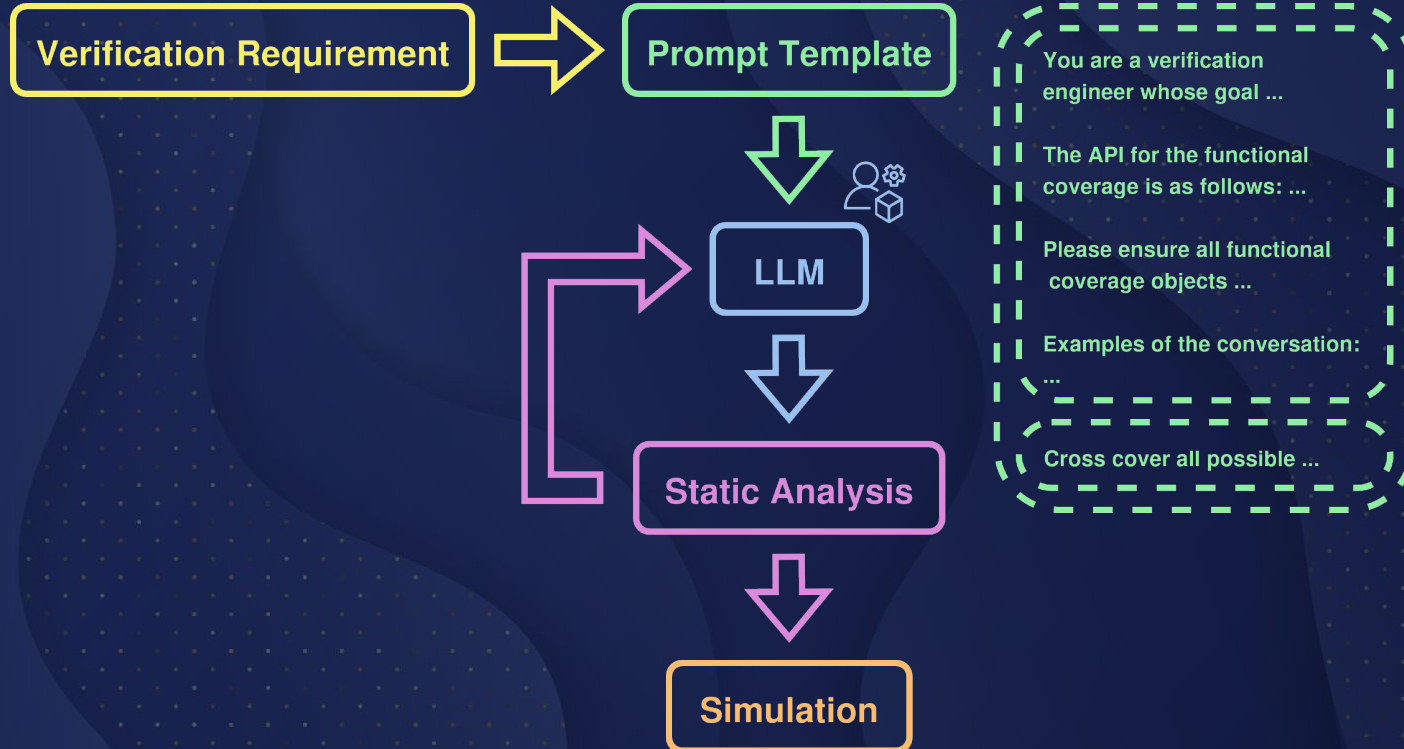 Verification Requirement
Prompt Template
LLM
Static Analysis
Simulation
You are a verification
engineer whose goal ...
The API for the functional
coverage is as follows: ...
Please ensure all functional
coverage objects ...
Examples of the conversation:
...
Cross cover all possible ...